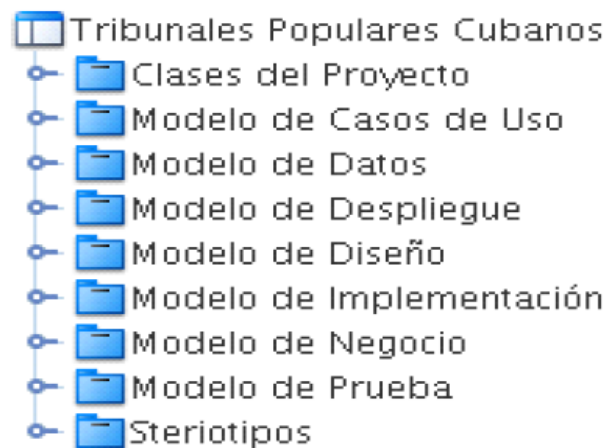 Tribunales Populares Cubanos
Clases del Proyecto
Modelo de Casos de Uso
Modelo de Datos
Modelo de Despliegue
Modelo de Diseño
Modelo de Implementación
Modelo de Negocio
Modelo de Prueba
Steriotipos